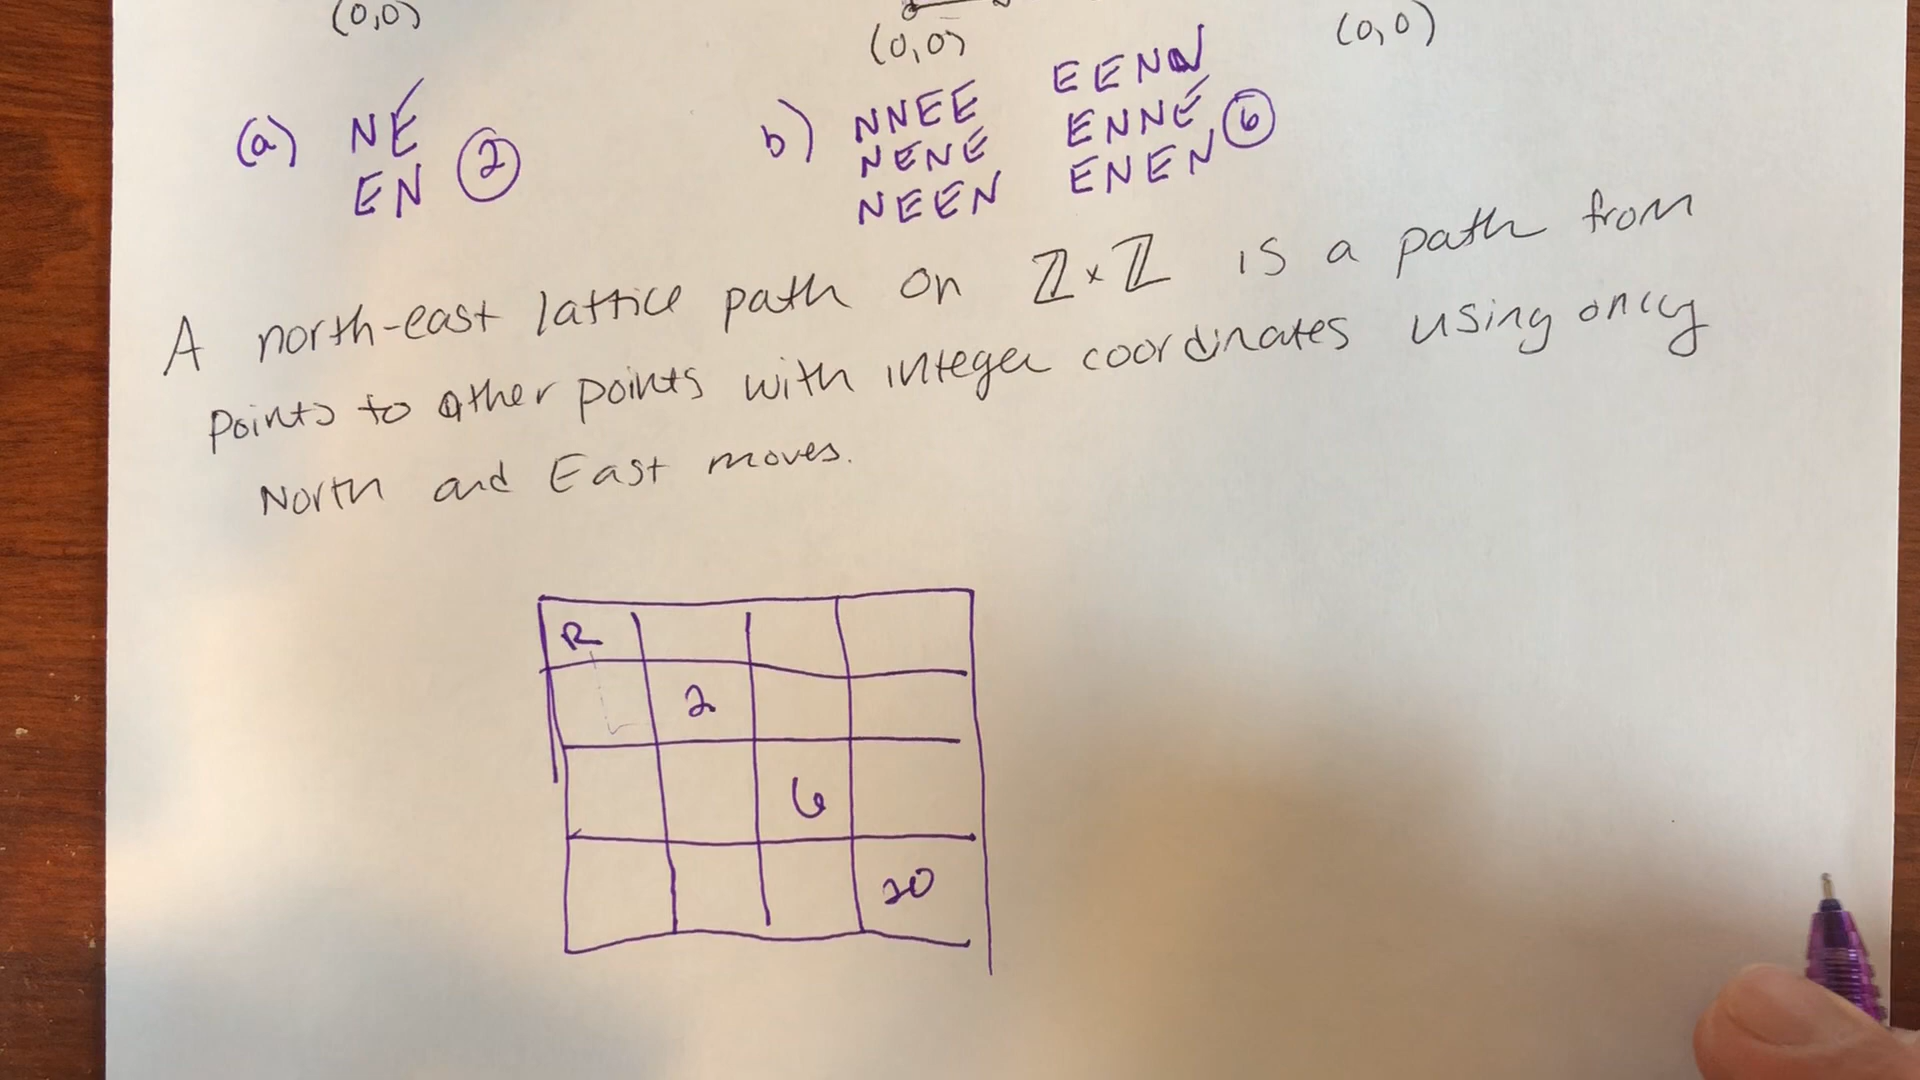 (0,0) (0,0) (0,0)
(a) NE
EN ②
b) NNEE EENN
NENE ENNE ⑥
NEEN ENEN
A north-east lattice path on ℤ×ℤ is a path from
points to other points with integer coordinates using only
North and East moves.
R
2
6
20